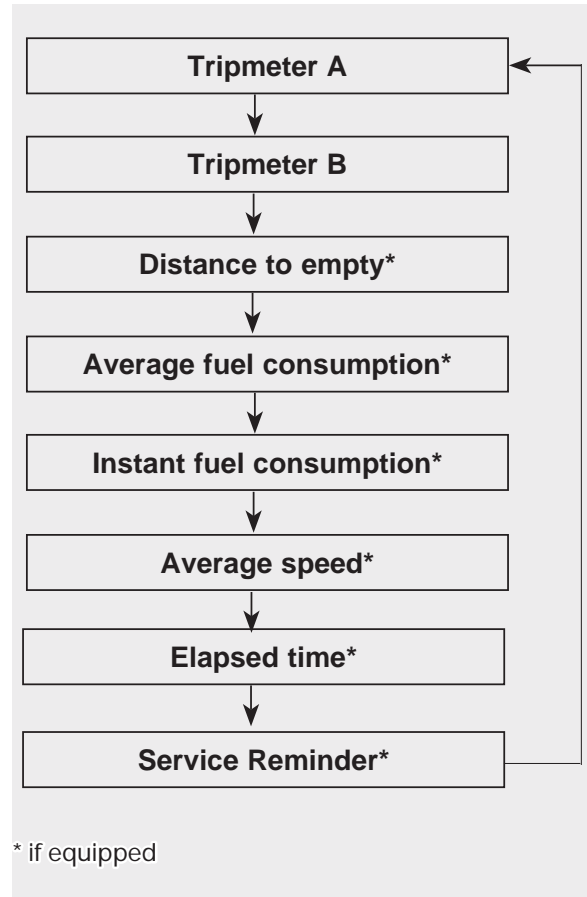 Tripmeter A
Tripmeter B
Distance to empty*
Average fuel consumption*
Instant fuel consumption*
Average speed*
Elapsed time*
Service Reminder*
* if equipped